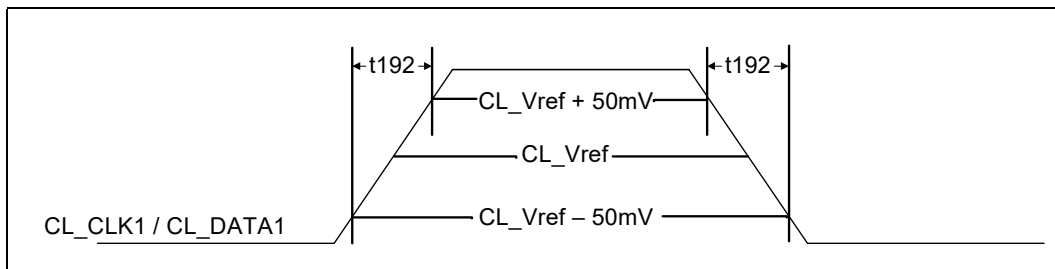 t192
t192
CL_Vref + 50mV
CL_Vref
CL_Vref – 50mV
CL_CLK1 / CL_DATA1